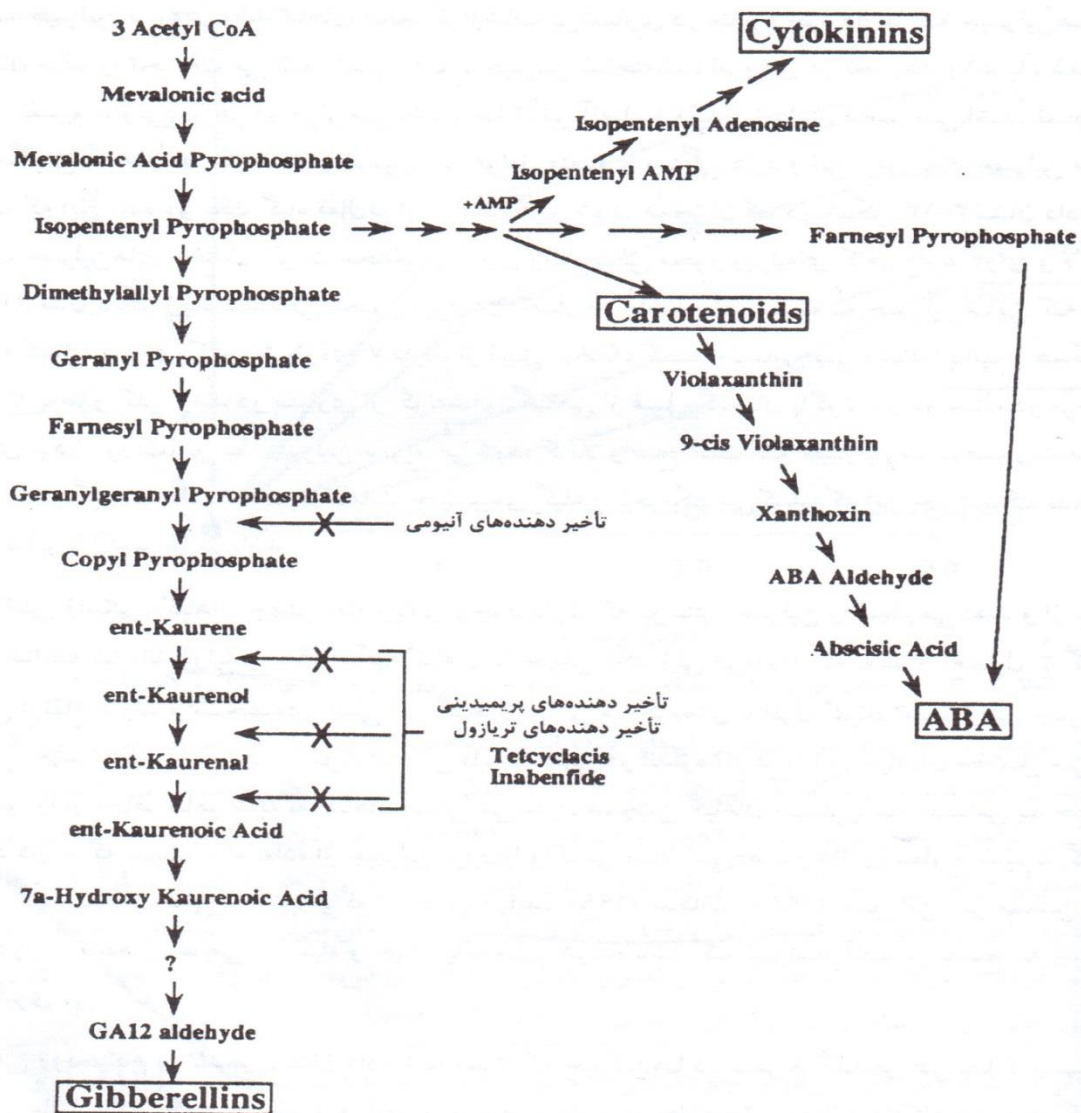 3 Acetyl CoA
Mevalonic acid
Mevalonic Acid Pyrophosphate
Isopentenyl Pyrophosphate
Dimethylallyl Pyrophosphate
Geranyl Pyrophosphate
Farnesyl Pyrophosphate
Geranylgeranyl Pyrophosphate
Copyl Pyrophosphate
ent-Kaurene
ent-Kaurenol
ent-Kaurenal
ent-Kaurenoic Acid
7a-Hydroxy Kaurenoic Acid
?
GA12 aldehyde
Gibberellins
Cytokinins
Isopentenyl Adenosine
Isopentenyl AMP
+AMP
Farnesyl Pyrophosphate
Carotenoids
Violaxanthin
9-cis Violaxanthin
Xanthoxin
ABA Aldehyde
Abscisic Acid
ABA
تأخیر دهنده‌های آنیومی
تأخیر دهنده‌های پریمیدینی
تأخیر دهنده‌های تریازول
Tetcyclacis
Inabenfide